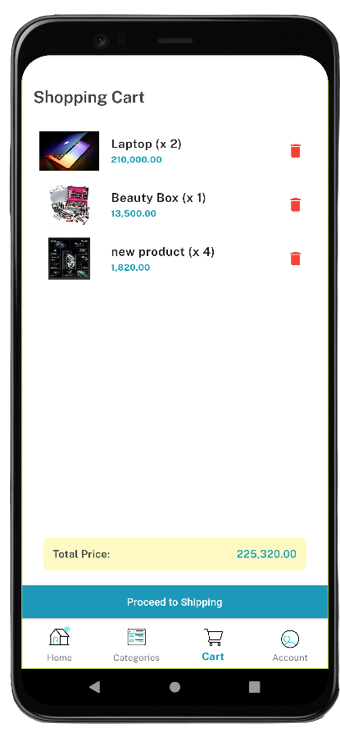 Shopping Cart
Laptop (x 2)
210,000.00
Beauty Box (x 1)
13,500.00
new product (x 4)
1,820.00
Total Price: 225,320.00
Proceed to Shipping
Home Categories Cart Account